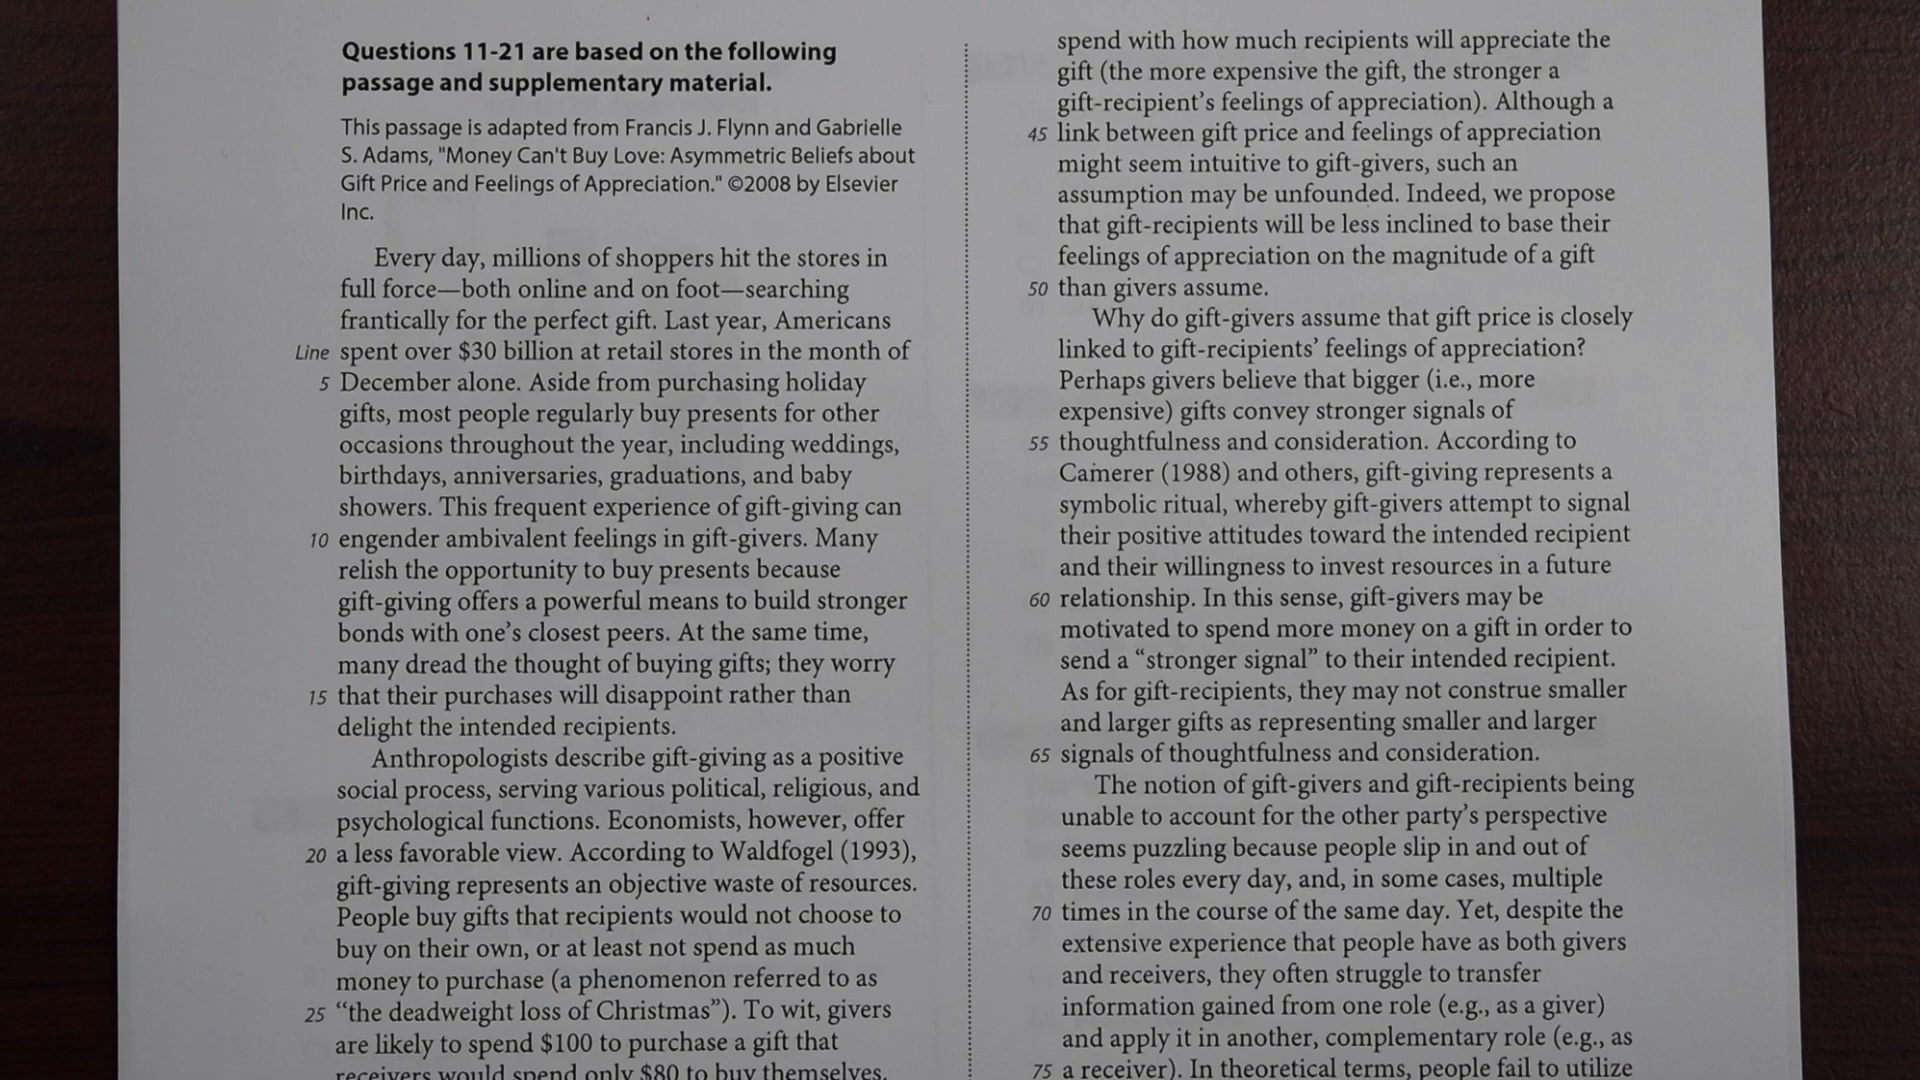 Questions 11-21 are based on the following
passage and supplementary material.
This passage is adapted from Francis J. Flynn and Gabrielle
S. Adams, "Money Can't Buy Love: Asymmetric Beliefs about
Gift Price and Feelings of Appreciation." ©2008 by Elsevier
Inc.
Every day, millions of shoppers hit the stores in
full force—both online and on foot—searching
frantically for the perfect gift. Last year, Americans
Line spent over $30 billion at retail stores in the month of
5 December alone. Aside from purchasing holiday
gifts, most people regularly buy presents for other
occasions throughout the year, including weddings,
birthdays, anniversaries, graduations, and baby
showers. This frequent experience of gift-giving can
10 engender ambivalent feelings in gift-givers. Many
relish the opportunity to buy presents because
gift-giving offers a powerful means to build stronger
bonds with one's closest peers. At the same time,
many dread the thought of buying gifts; they worry
15 that their purchases will disappoint rather than
delight the intended recipients.
Anthropologists describe gift-giving as a positive
social process, serving various political, religious, and
psychological functions. Economists, however, offer
20 a less favorable view. According to Waldfogel (1993),
gift-giving represents an objective waste of resources.
People buy gifts that recipients would not choose to
buy on their own, or at least not spend as much
money to purchase (a phenomenon referred to as
25 “the deadweight loss of Christmas”). To wit, givers
are likely to spend $100 to purchase a gift that
receivers would spend only $80 to buy themselves.
spend with how much recipients will appreciate the
gift (the more expensive the gift, the stronger a
gift-recipient's feelings of appreciation). Although a
45 link between gift price and feelings of appreciation
might seem intuitive to gift-givers, such an
assumption may be unfounded. Indeed, we propose
that gift-recipients will be less inclined to base their
feelings of appreciation on the magnitude of a gift
50 than givers assume.
Why do gift-givers assume that gift price is closely
linked to gift-recipients' feelings of appreciation?
Perhaps givers believe that bigger (i.e., more
expensive) gifts convey stronger signals of
55 thoughtfulness and consideration. According to
Camerer (1988) and others, gift-giving represents a
symbolic ritual, whereby gift-givers attempt to signal
their positive attitudes toward the intended recipient
and their willingness to invest resources in a future
60 relationship. In this sense, gift-givers may be
motivated to spend more money on a gift in order to
send a “stronger signal” to their intended recipient.
As for gift-recipients, they may not construe smaller
and larger gifts as representing smaller and larger
65 signals of thoughtfulness and consideration.
The notion of gift-givers and gift-recipients being
unable to account for the other party's perspective
seems puzzling because people slip in and out of
these roles every day, and, in some cases, multiple
70 times in the course of the same day. Yet, despite the
extensive experience that people have as both givers
and receivers, they often struggle to transfer
information gained from one role (e.g., as a giver)
and apply it in another, complementary role (e.g., as
75 a receiver). In theoretical terms, people fail to utilize